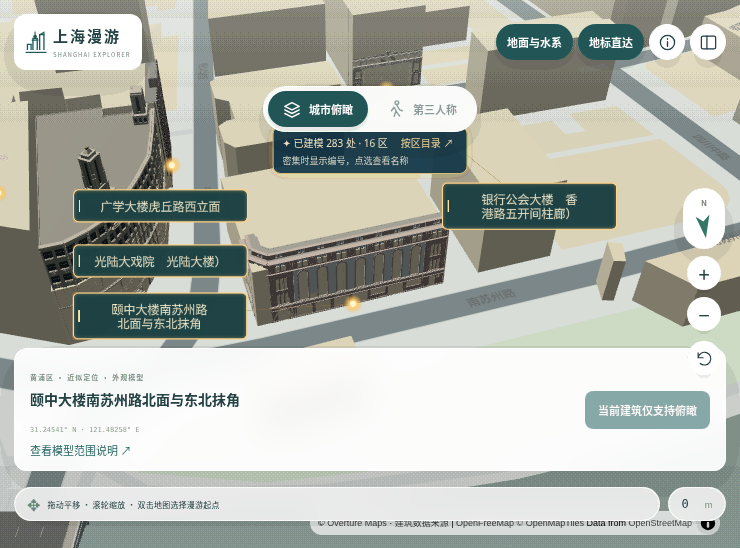 上海漫游
SHANGHAI EXPLORER
地面与水系
地标直达
城市俯瞰
第三人称
✦ 已建模 283 处 · 16 区 按区目录 ↗
密集时显示编号，点选查看名称
广学大楼虎丘路西立面
银行公会大楼 香
港路五开间柱廊）
光陆大戏院 光陆大楼）
颐中大楼南苏州路
北面与东北抹角
南苏州路
N
+
−
黄浦区 · 近似定位 · 外观模型
颐中大楼南苏州路北面与东北抹角
31.24541° N · 121.48258° E
查看模型范围说明 ↗
当前建筑仅支持俯瞰
拖动平移 · 滚轮缩放 · 双击地图选择漫游起点
0 m
© Overture Maps · 建筑数据来源 | OpenFreeMap © OpenMapTiles Data from OpenStreetMap